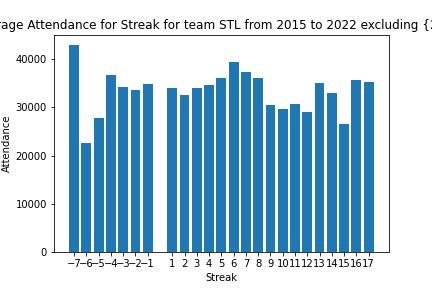 rage Attendance for Streak for team STL from 2015 to 2022 excluding {2
Attendance
40000
30000
20000
10000
0
−7 −6 −5 −4 −3 −2 −1 1 2 3 4 5 6 7 8 9 10 11 12 13 14 15 16 17
Streak